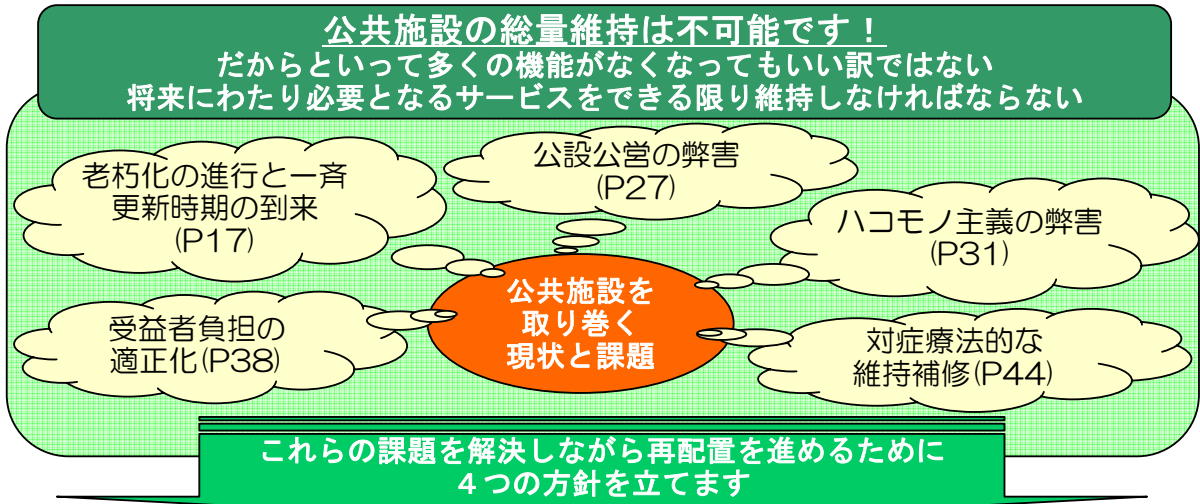 公共施設の総量維持は不可能です！
だからといって多くの機能がなくなってもいい訳ではない
将来にわたり必要となるサービスをできる限り維持しなければならない
老朽化の進行と一斉
更新時期の到来
(P17)
公設公営の弊害
(P27)
ハコモノ主義の弊害
(P31)
公共施設を
取り巻く
現状と課題
受益者負担の
適正化(P38)
対症療法的な
維持補修(P44)
これらの課題を解決しながら再配置を進めるために
４つの方針を立てます